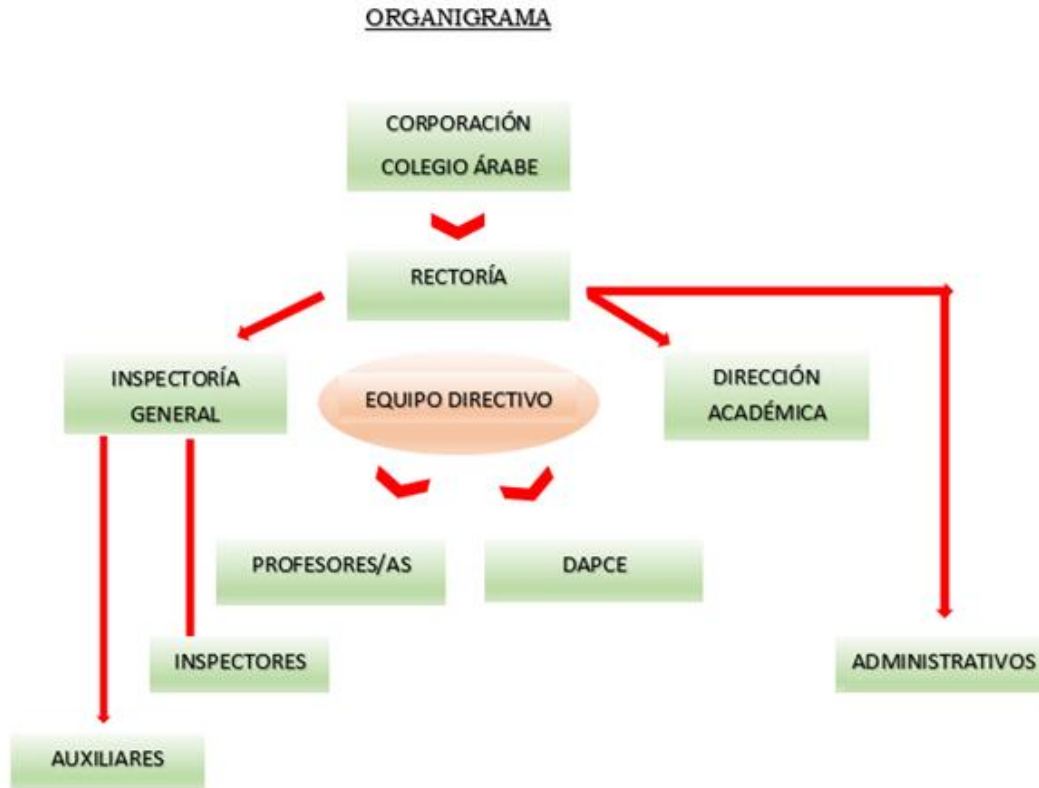 ORGANIGRAMA
CORPORACIÓN
COLEGIO ÁRABE
RECTORÍA
INSPECTORÍA
GENERAL
EQUIPO DIRECTIVO
DIRECCIÓN
ACADÉMICA
PROFESORES/AS
DAPCE
INSPECTORES
ADMINISTRATIVOS
AUXILIARES